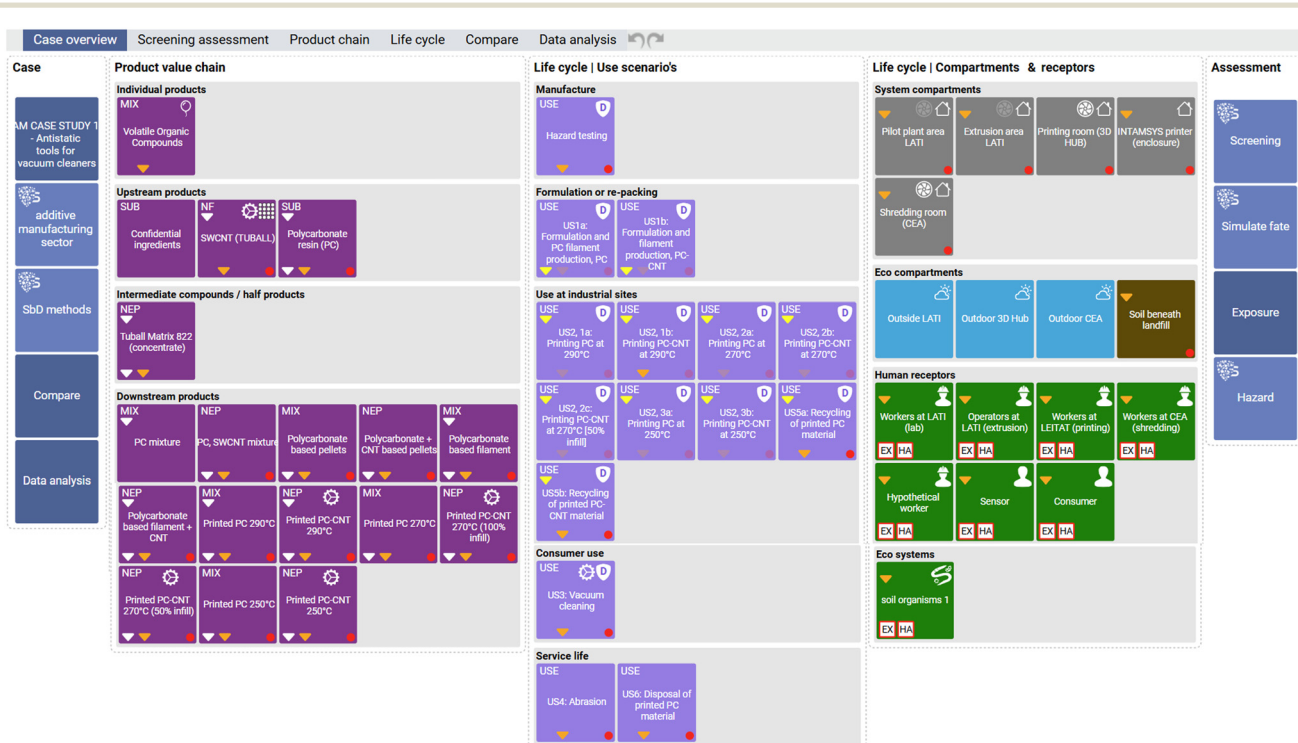 Case overview Screening assessment Product chain Life cycle Compare Data analysis
Case
AM CASE STUDY 1
- Antistatic
tools for
vacuum cleaners
additive
manufacturing
sector
SbD methods
Compare
Data analysis
Product value chain
Individual products
MIX
Volatile Organic
Compounds
Upstream products
SUB
Confidential
ingredients
NF
SWCNT (TUBALL)
SUB
Polycarbonate
resin (PC)
Intermediate compounds / half products
NEP
Tuball Matrix 822
(concentrate)
Downstream products
MIX
PC mixture
NEP
PC, SWCNT mixture
MIX
Polycarbonate
based pellets
NEP
Polycarbonate +
CNT based pellets
MIX
Polycarbonate
based filament
NEP
Polycarbonate
based filament +
CNT
MIX
Printed PC 290°C
NEP
Printed PC-CNT
290°C
MIX
Printed PC 270°C
NEP
Printed PC-CNT
270°C (100%
infill)
NEP
Printed PC-CNT
270°C (50% infill)
MIX
Printed PC 250°C
NEP
Printed PC-CNT
250°C
Life cycle | Use scenario's
Manufacture
USE D
Hazard testing
Formulation or re-packing
USE D
US1a:
Formulation and
PC filament
production, PC
USE D
US1b:
Formulation and
filament
production, PC-
CNT
Use at industrial sites
USE D
US2, 1a:
Printing PC at
290°C
USE D
US2, 1b:
Printing PC-CNT
at 290°C
USE D
US2, 2a:
Printing PC at
270°C
USE D
US2, 2b:
Printing PC-CNT
at 270°C
USE D
US2, 2c:
Printing PC-CNT
at 270°C [50%
infill]
USE D
US2, 3a:
Printing PC at
250°C
USE D
US2, 3b:
Printing PC-CNT
at 250°C
USE D
US5a: Recycling
of printed PC
material
USE D
US5b: Recycling
of printed PC-
CNT material
Consumer use
USE D
US3: Vacuum
cleaning
Service life
USE
US4: Abrasion
USE
US6: Disposal of
printed PC
material
Life cycle | Compartments & receptors
System compartments
Pilot plant area
LATI
Extrusion area
LATI
Printing room (3D
HUB)
INTAMSYS printer
(enclosure)
Shredding room
(CEA)
Eco compartments
Outside LATI
Outdoor 3D Hub
Outdoor CEA
Soil beneath
landfill
Human receptors
Workers at LATI
(lab)
EX HA
Operators at
LATI (extrusion)
EX HA
Workers at
LEITAT (printing)
EX HA
Workers at CEA
(shredding)
EX HA
Hypothetical
worker
EX HA
Sensor
EX HA
Consumer
EX HA
Eco systems
soil organisms 1
EX HA
Assessment
Screening
Simulate fate
Exposure
Hazard